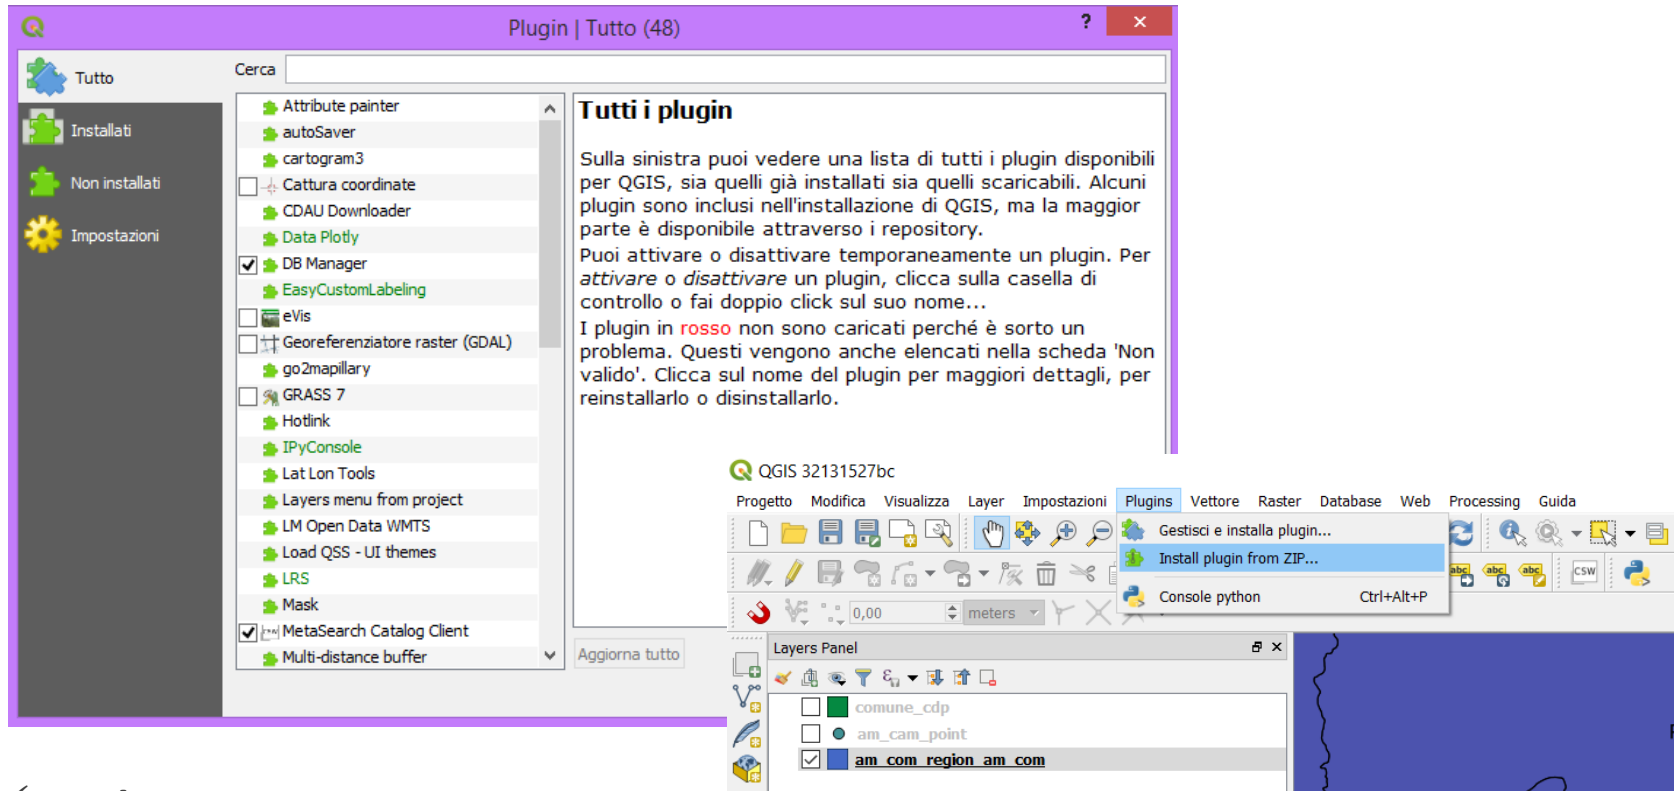 Plugin | Tutto (48)
?
Tutto
Installati
Non installati
Impostazioni
Cerca
Attribute painter
autoSaver
cartogram3
Cattura coordinate
CDAU Downloader
Data Plotly
DB Manager
EasyCustomLabeling
eVis
Georeferenziatore raster (GDAL)
go2mapillary
GRASS 7
Hotlink
IPyConsole
Lat Lon Tools
Layers menu from project
LM Open Data WMTS
Load QSS - UI themes
LRS
Mask
MetaSearch Catalog Client
Multi-distance buffer
Tutti i plugin
Sulla sinistra puoi vedere una lista di tutti i plugin disponibili
per QGIS, sia quelli già installati sia quelli scaricabili. Alcuni
plugin sono inclusi nell'installazione di QGIS, ma la maggior
parte è disponibile attraverso i repository.
Puoi attivare o disattivare temporaneamente un plugin. Per
attivare o disattivare un plugin, clicca sulla casella di
controllo o fai doppio click sul suo nome...
I plugin in rosso non sono caricati perché è sorto un
problema. Questi vengono anche elencati nella scheda 'Non
valido'. Clicca sul nome del plugin per maggiori dettagli, per
reinstallarlo o disinstallarlo.
Aggiorna tutto
QGIS 32131527bc
Progetto Modifica Visualizza Layer Impostazioni Plugins Vettore Raster Database Web Processing Guida
Gestisci e installa plugin...
Install plugin from ZIP...
Console python Ctrl+Alt+P
abc abc abc CSW
0,00 meters
Layers Panel
comune_cdp
am_cam_point
am_com_region am_com